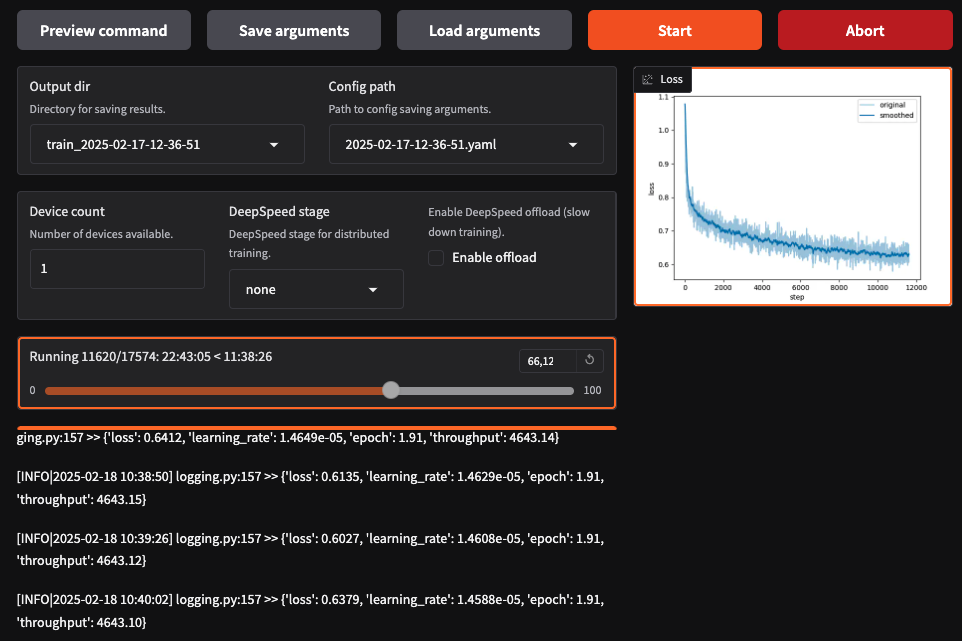 Preview command
Save arguments
Load arguments
Start
Abort
Output dir
Directory for saving results.
train_2025-02-17-12-36-51
Config path
Path to config saving arguments.
2025-02-17-12-36-51.yaml
Device count
Number of devices available.
1
DeepSpeed stage
DeepSpeed stage for distributed
training.
none
Enable DeepSpeed offload (slow
down training).
Enable offload
Loss
original
smoothed
1.1
1.0
0.9
0.8
0.7
0.6
loss
0
2000
4000
6000
8000
10000
12000
step
Running 11620/17574: 22:43:05 < 11:38:26
66,12
0
100
ging.py:157 >> {'loss': 0.6412, 'learning_rate': 1.4649e-05, 'epoch': 1.91, 'throughput': 4643.14}
[INFO|2025-02-18 10:38:50] logging.py:157 >> {'loss': 0.6135, 'learning_rate': 1.4629e-05, 'epoch': 1.91,
'throughput': 4643.15}
[INFO|2025-02-18 10:39:26] logging.py:157 >> {'loss': 0.6027, 'learning_rate': 1.4608e-05, 'epoch': 1.91,
'throughput': 4643.12}
[INFO|2025-02-18 10:40:02] logging.py:157 >> {'loss': 0.6379, 'learning_rate': 1.4588e-05, 'epoch': 1.91,
'throughput': 4643.10}